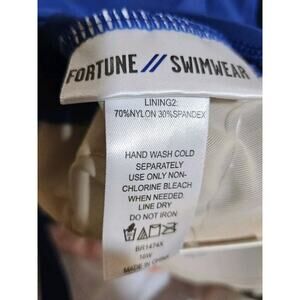 FORTUNE // SWIMWEAR
LINING2:
70%NYLON 30%SPANDEX
HAND WASH COLD
SEPARATELY
USE ONLY NON-
CHLORINE BLEACH
WHEN NEEDED.
LINE DRY
DO NOT IRON
BR1474X
16W
MADE IN CHINA